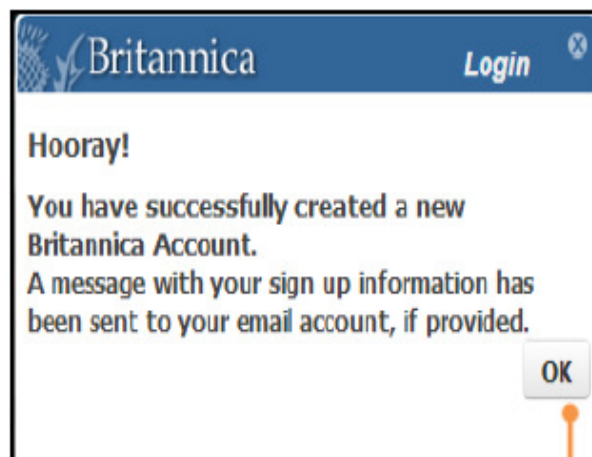 Britannica
Login
Hooray!
You have successfully created a new
Britannica Account.
A message with your sign up information has
been sent to your email account, if provided.
OK